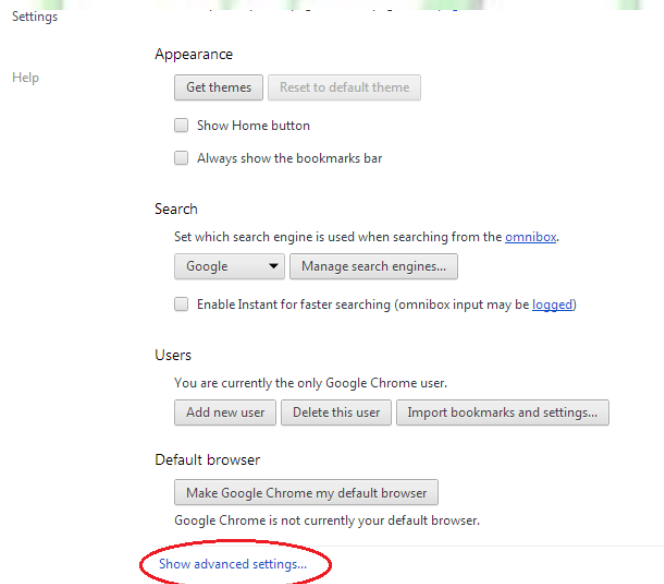 Settings
Help
Appearance
Get themes Reset to default theme
Show Home button
Always show the bookmarks bar
Search
Set which search engine is used when searching from the omnibox.
Google Manage search engines...
Enable Instant for faster searching (omnibox input may be logged)
Users
You are currently the only Google Chrome user.
Add new user Delete this user Import bookmarks and settings...
Default browser
Make Google Chrome my default browser
Google Chrome is not currently your default browser.
Show advanced settings...